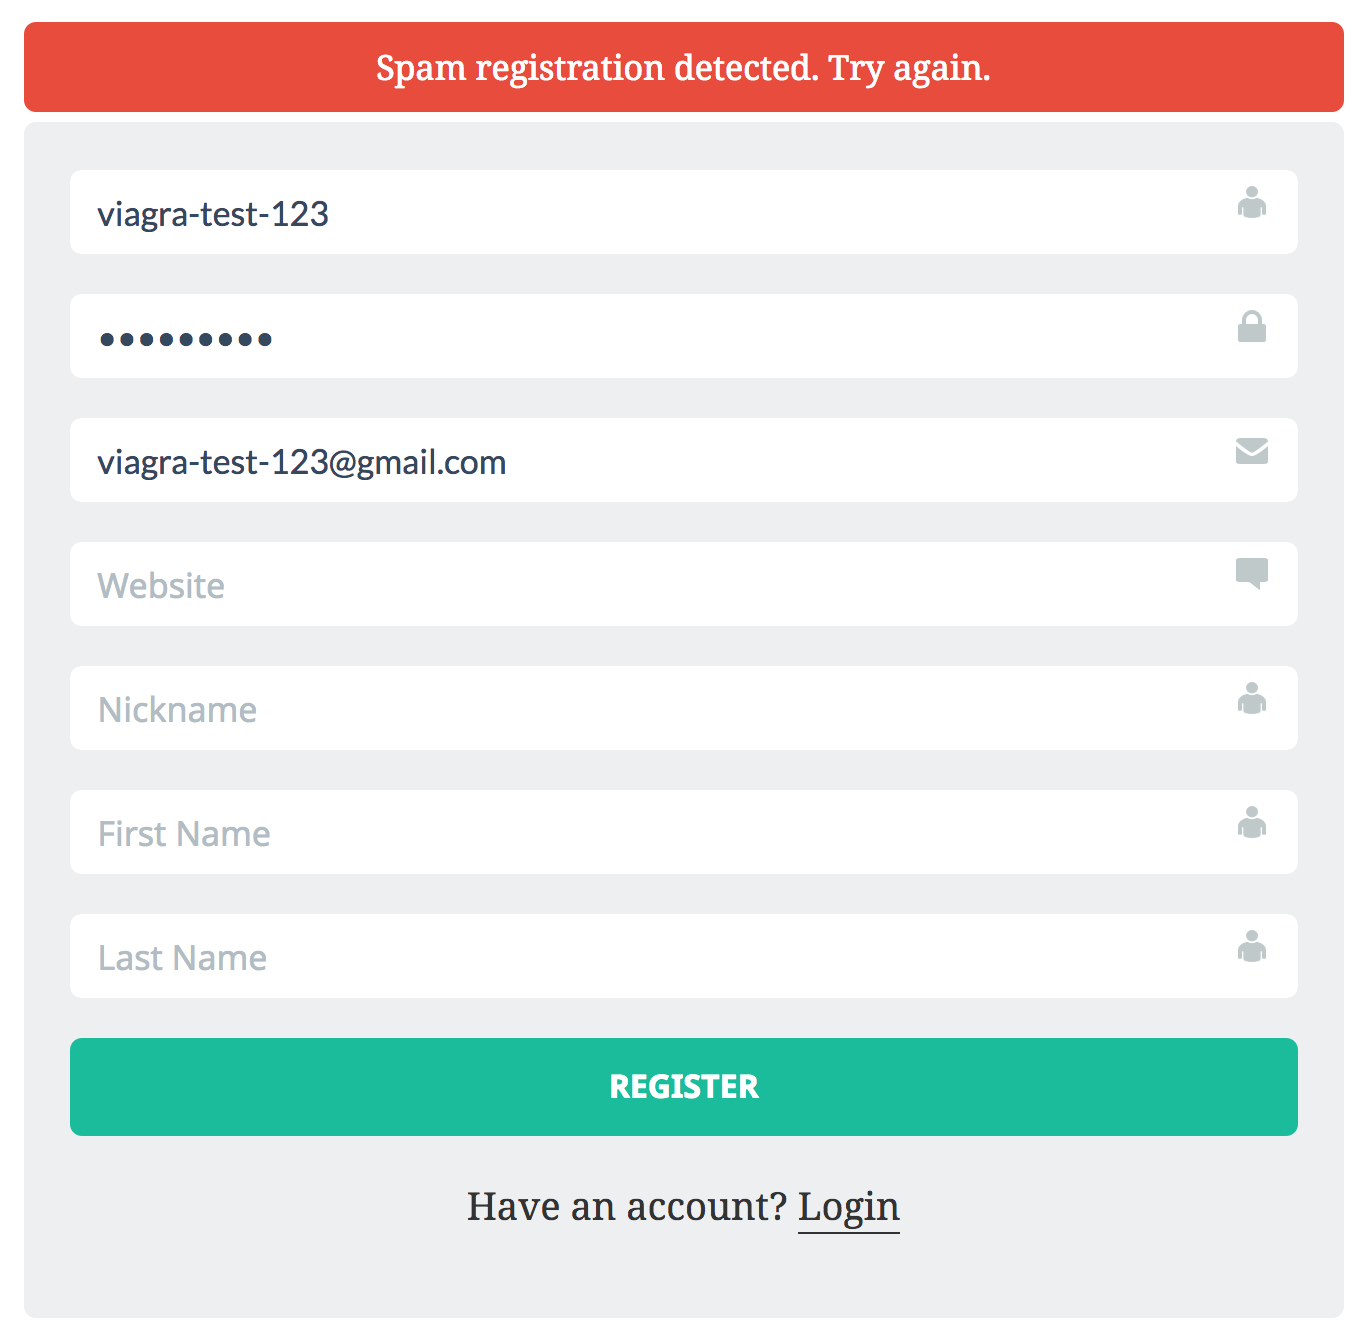 Spam registration detected. Try again.
viagra-test-123
•••••••••
viagra-test-123@gmail.com
Website
Nickname
First Name
Last Name
REGISTER
Have an account? Login